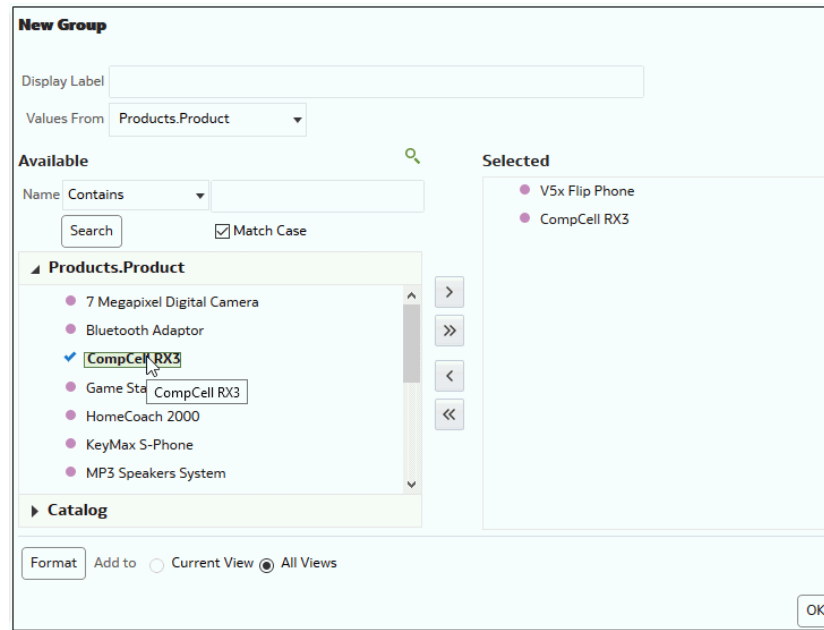 New Group
Display Label
Values From Products.Product
Available
Selected
Name Contains
Search Match Case
Products.Product
7 Megapixel Digital Camera
Bluetooth Adaptor
CompCell RX3
Game Sta
CompCell RX3
HomeCoach 2000
KeyMax S-Phone
MP3 Speakers System
Catalog
V5x Flip Phone
CompCell RX3
Format Add to Current View All Views
OK